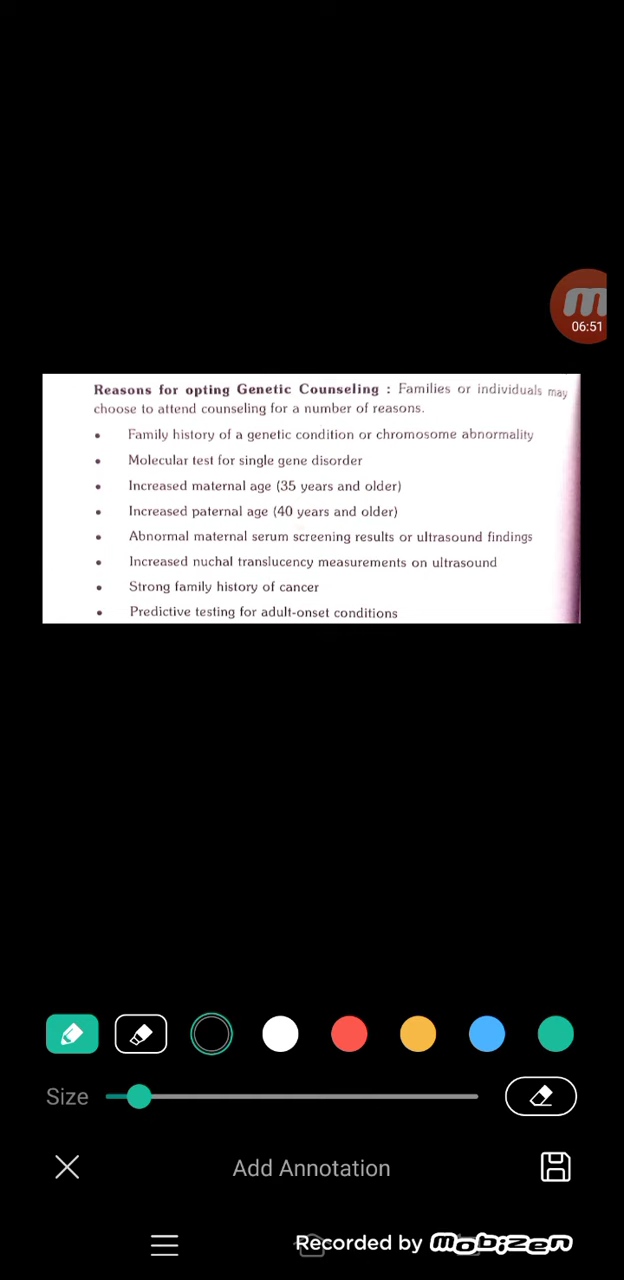 06:51
Reasons for opting Genetic Counseling : Families or individuals may
choose to attend counseling for a number of reasons.
• Family history of a genetic condition or chromosome abnormality
• Molecular test for single gene disorder
• Increased maternal age (35 years and older)
• Increased paternal age (40 years and older)
• Abnormal maternal serum screening results or ultrasound findings
• Increased nuchal translucency measurements on ultrasound
• Strong family history of cancer
• Predictive testing for adult-onset conditions
Size
Add Annotation
Recorded by mobizen